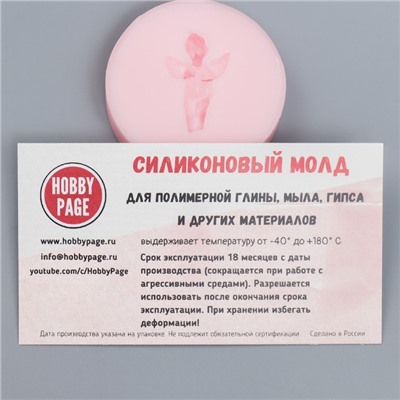 СИЛИКОНОВЫЙ МОЛД
HOBBY
PAGE
ДЛЯ ПОЛИМЕРНОЙ ГЛИНЫ, МЫЛА, ГИПСА
И ДРУГИХ МАТЕРИАЛОВ
www.hobbypage.ru
info@hobbypage.ru
youtube.com/c/HobbyPage
выдерживает температуру от -40° до +180° С
Срок эксплуатации 18 месяцев с даты
производства (сокращается при работе с
агрессивными средами). Разрешается
использовать после окончания срока
эксплуатации. При хранении избегать
деформации!
Дата производства указана на упаковке Не подлежит обязательной сертификации Сделано в России